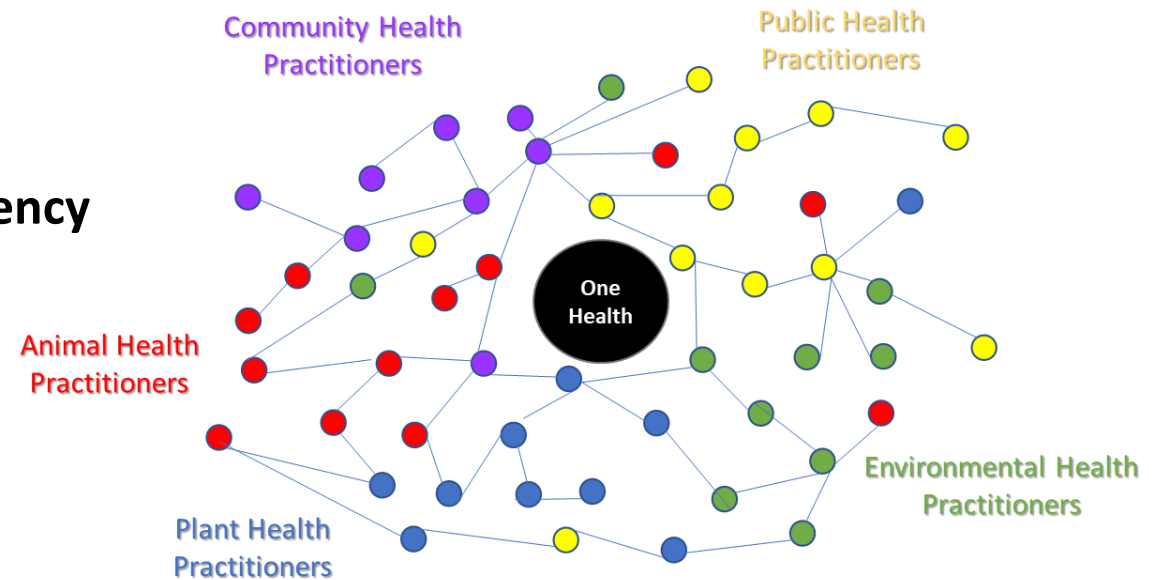 Community Health
Practitioners
Public Health
Practitioners
ency
One
Health
Animal Health
Practitioners
Environmental Health
Practitioners
Plant Health
Practitioners